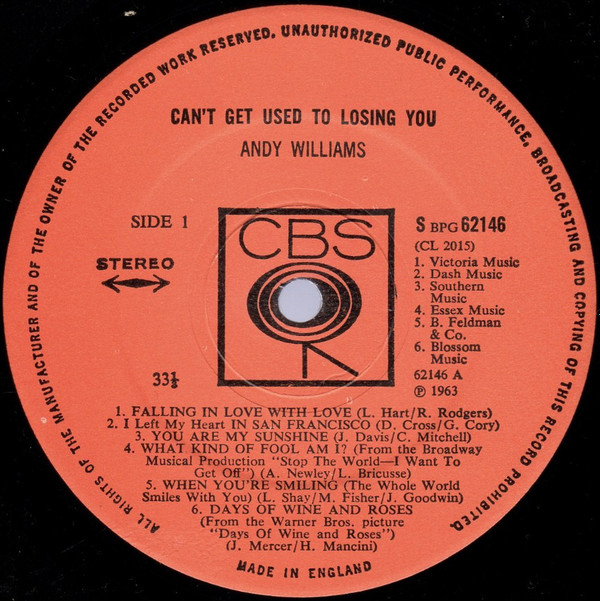 ALL RIGHTS OF THE MANUFACTURER AND OF THE OWNER OF THE RECORDED WORK RESERVED. UNAUTHORIZED PUBLIC PERFORMANCE, BROADCASTING AND COPYING OF THIS RECORD PROHIBITED.
CAN'T GET USED TO LOSING YOU
ANDY WILLIAMS
SIDE 1
STEREO
33⅓
CBS
S BPG 62146
(CL 2015)
1. Victoria Music
2. Dash Music
3. Southern
Music
4. Essex Music
5. B. Feldman
& Co.
6. Blossom
Music
62146 A
℗ 1963
1. FALLING IN LOVE WITH LOVE (L. Hart/R. Rodgers)
2. I Left My Heart IN SAN FRANCISCO (D. Cross/G. Cory)
3. YOU ARE MY SUNSHINE (J. Davis/C. Mitchell)
4. WHAT KIND OF FOOL AM I? (From the Broadway
Musical Production "Stop The World—I Want To
Get Off") (A. Newley/L. Bricusse)
5. WHEN YOU'RE SMILING (The Whole World
Smiles With You) (L. Shay/M. Fisher/J. Goodwin)
6. DAYS OF WINE AND ROSES
(From the Warner Bros. picture
"Days Of Wine and Roses")
(J. Mercer/H. Mancini)
MADE IN ENGLAND